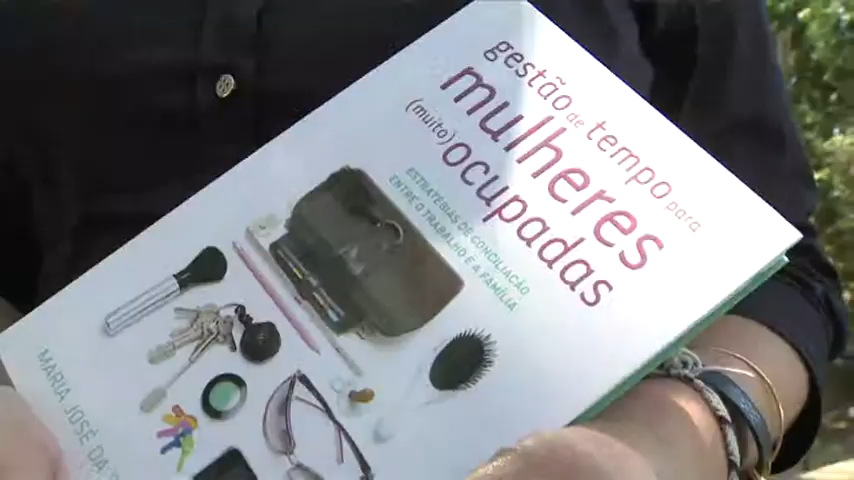 gestão de tempo para
mulheres
(muito) ocupadas
ESTRATÉGIAS DE CONCILIAÇÃO
ENTRE O TRABALHO E A FAMÍLIA
MARIA JOSÉ DA